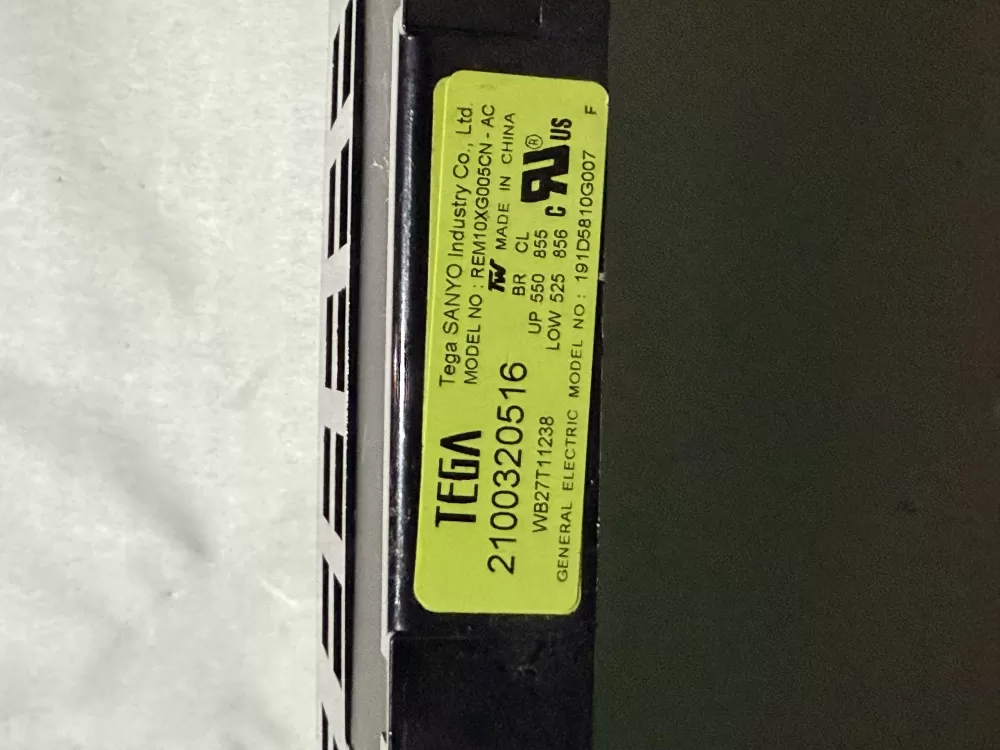 TEGA
Tega SANYO Industry Co., Ltd.
MODEL NO : REM10XG005CN - AC
2100320516
MADE IN CHINA
BR CL
UP 550 855
LOW 525 856
WB27T11238
C RU ® US
GENERAL ELECTRIC MODEL NO : 191D5810G007
F